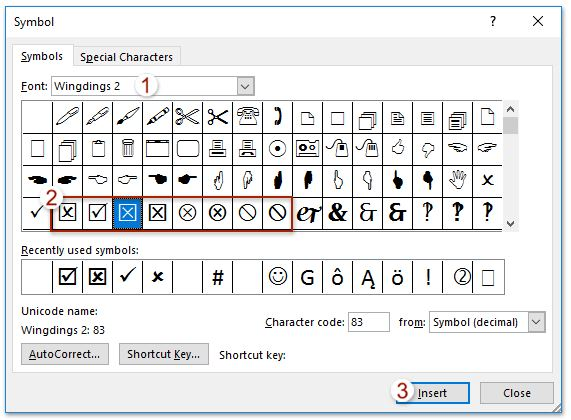 Symbol
Symbols Special Characters
Font: Wingdings 2 1
2
& & & ‽ ‽ ‽
Recently used symbols:
# G ô Ą ö ! ②
Unicode name:
Wingdings 2: 83
Character code: 83 from: Symbol (decimal)
AutoCorrect... Shortcut Key... Shortcut key:
3 Insert Close